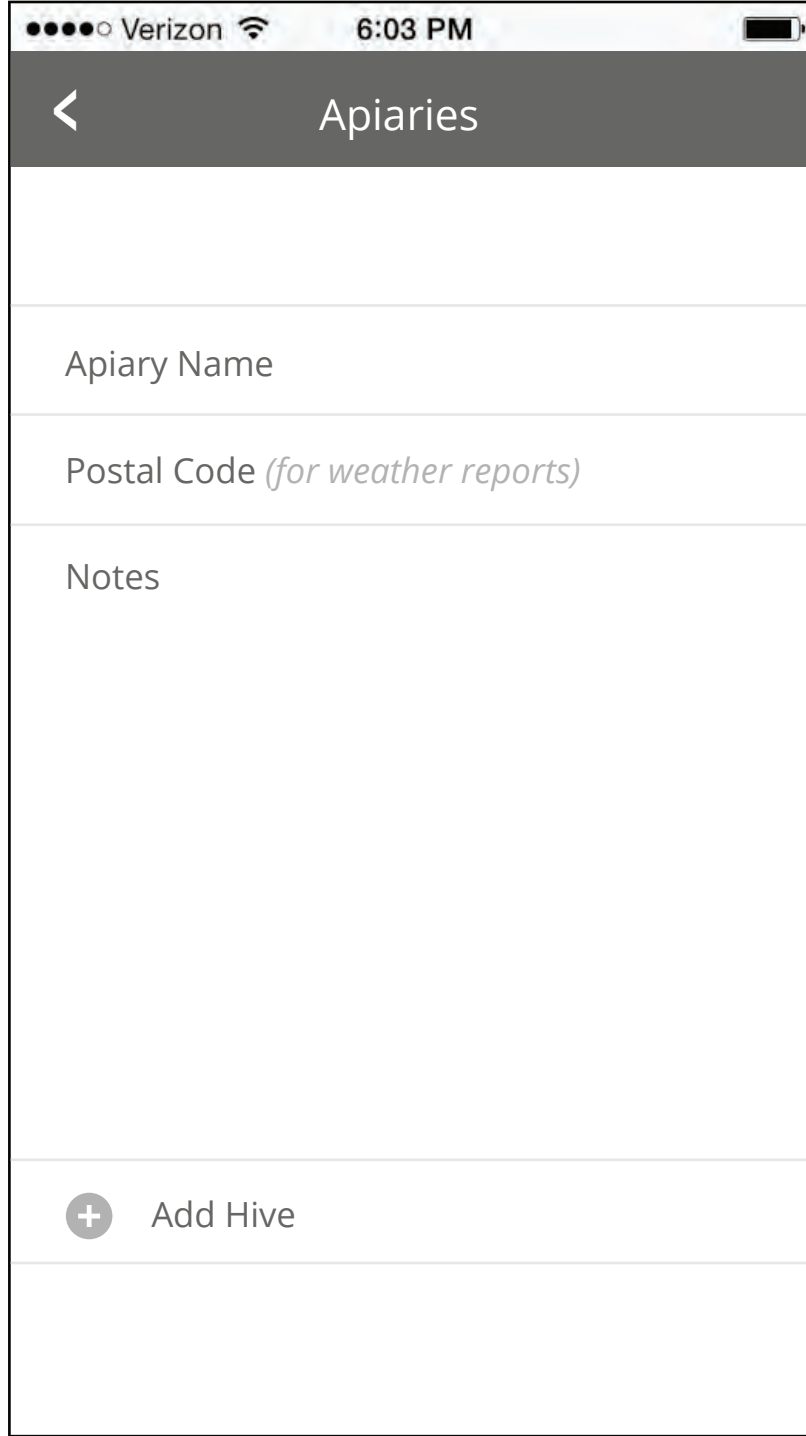 Verizon 6:03 PM
Apiaries
Apiary Name
Postal Code (for weather reports)
Notes
Add Hive